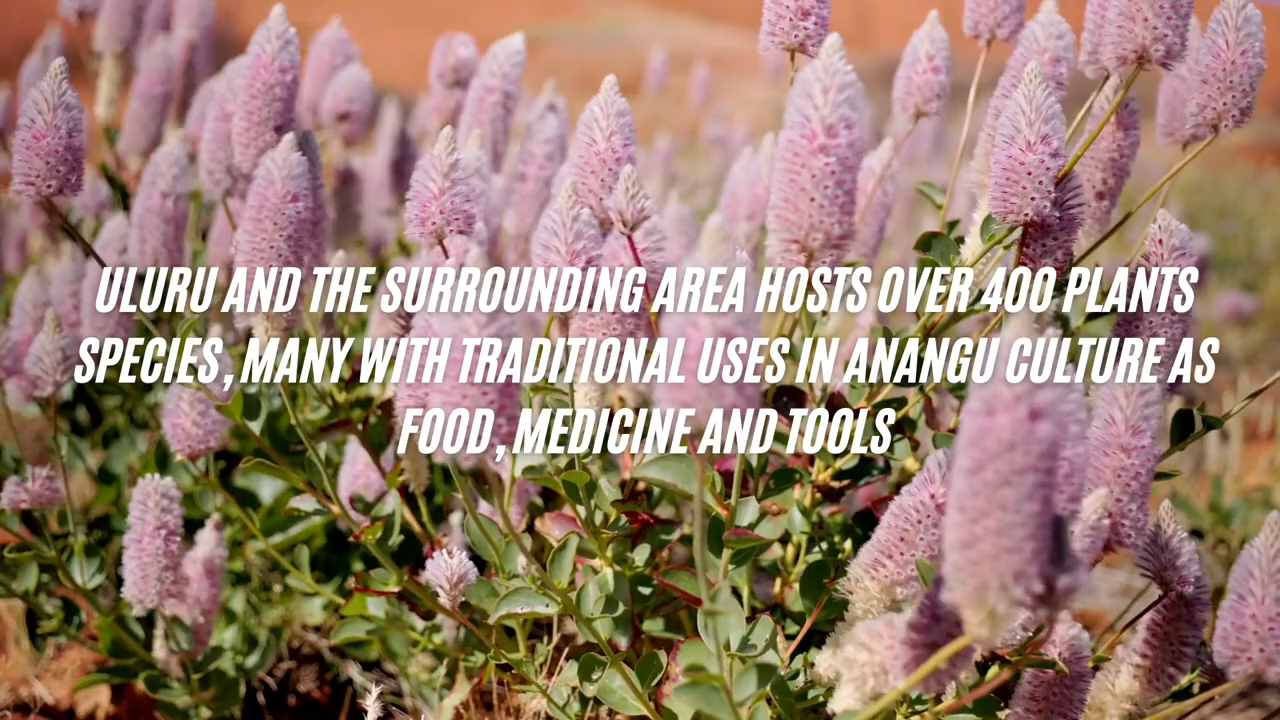 ULURU AND THE SURROUNDING AREA HOSTS OVER 400 PLANTS
SPECIES, MANY WITH TRADITIONAL USES IN ANANGU CULTURE AS
FOOD, MEDICINE AND TOOLS